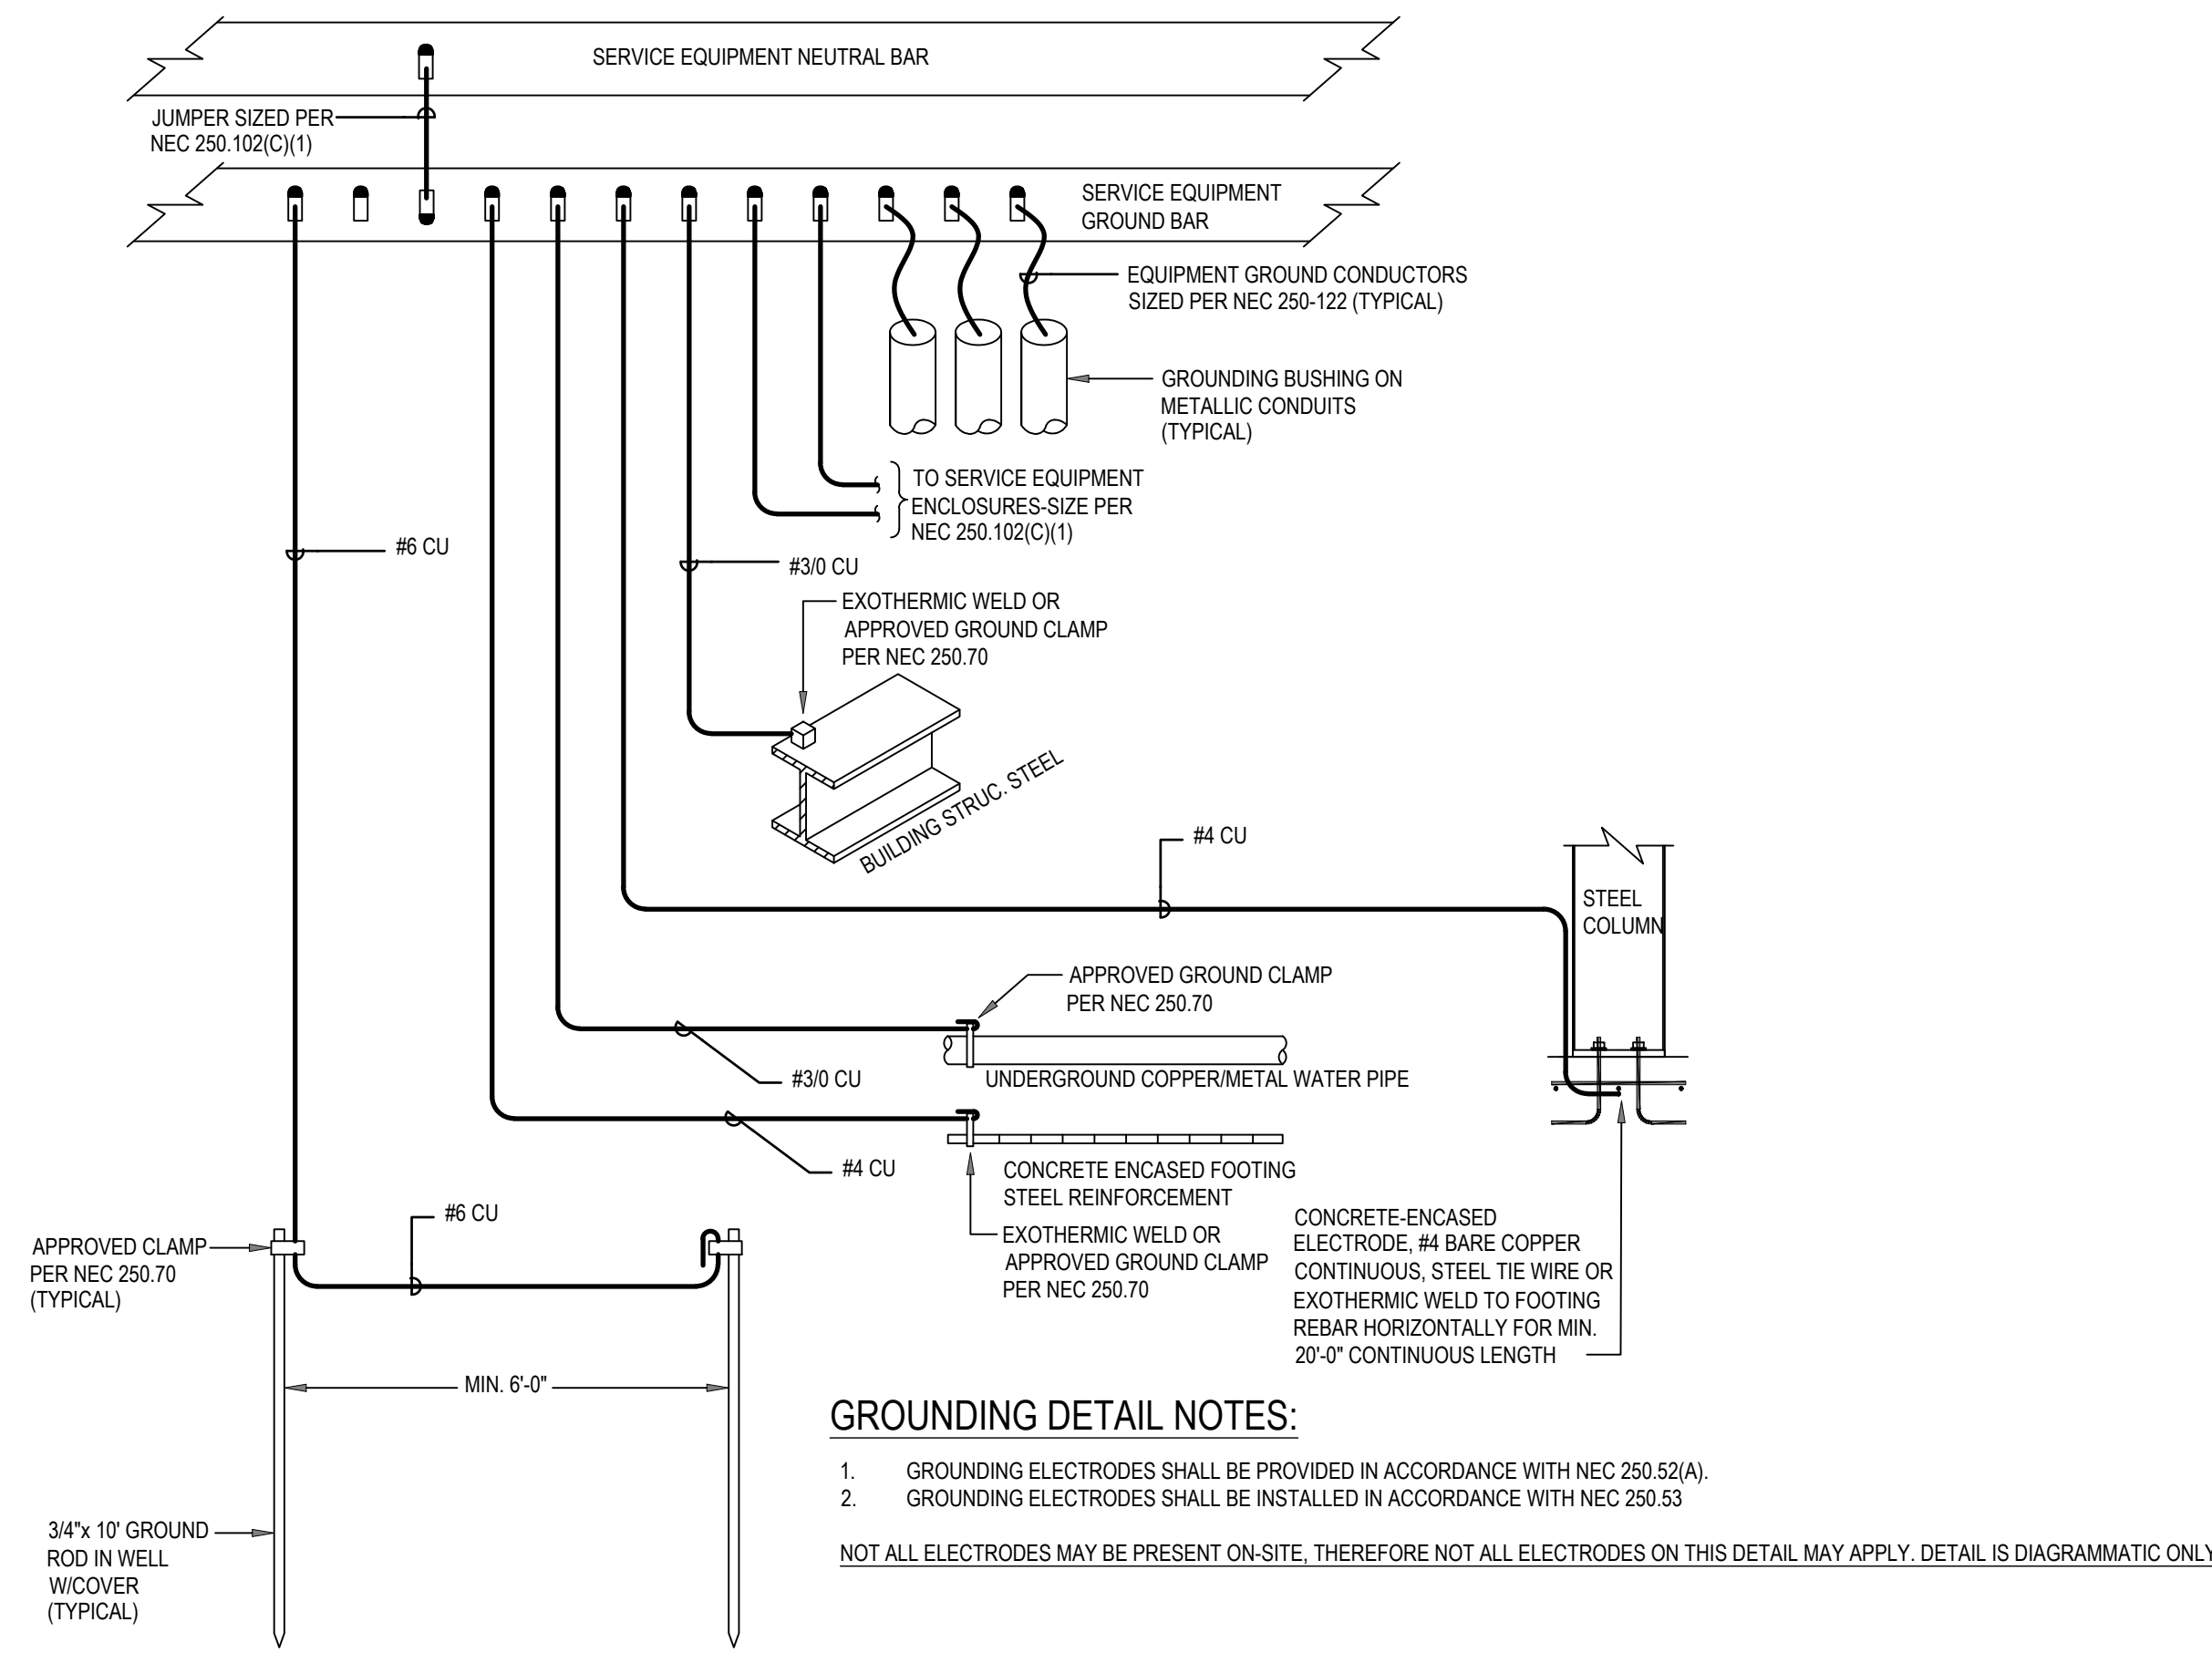 SERVICE EQUIPMENT NEUTRAL BAR
JUMPER SIZED PER
NEC 250.102(C)(1)
SERVICE EQUIPMENT
GROUND BAR
EQUIPMENT GROUND CONDUCTORS
SIZED PER NEC 250-122 (TYPICAL)
GROUNDING BUSHING ON
METALLIC CONDUITS
(TYPICAL)
TO SERVICE EQUIPMENT
ENCLOSURES-SIZE PER
NEC 250.102(C)(1)
#6 CU
#3/0 CU
EXOTHERMIC WELD OR
APPROVED GROUND CLAMP
PER NEC 250.70
BUILDING STRUC. STEEL
#4 CU
STEEL
COLUMN
APPROVED GROUND CLAMP
PER NEC 250.70
#3/0 CU
UNDERGROUND COPPER/METAL WATER PIPE
#4 CU
CONCRETE ENCASED FOOTING
STEEL REINFORCEMENT
EXOTHERMIC WELD OR
APPROVED GROUND CLAMP
PER NEC 250.70
CONCRETE-ENCASED
ELECTRODE, #4 BARE COPPER
CONTINUOUS, STEEL TIE WIRE OR
EXOTHERMIC WELD TO FOOTING
REBAR HORIZONTALLY FOR MIN.
20'-0" CONTINUOUS LENGTH
#6 CU
APPROVED CLAMP
PER NEC 250.70
(TYPICAL)
MIN. 6'-0"
3/4"x 10' GROUND
ROD IN WELL
W/COVER
(TYPICAL)
GROUNDING DETAIL NOTES:
1. GROUNDING ELECTRODES SHALL BE PROVIDED IN ACCORDANCE WITH NEC 250.52(A).
2. GROUNDING ELECTRODES SHALL BE INSTALLED IN ACCORDANCE WITH NEC 250.53
NOT ALL ELECTRODES MAY BE PRESENT ON-SITE, THEREFORE NOT ALL ELECTRODES ON THIS DETAIL MAY APPLY. DETAIL IS DIAGRAMMATIC ONLY